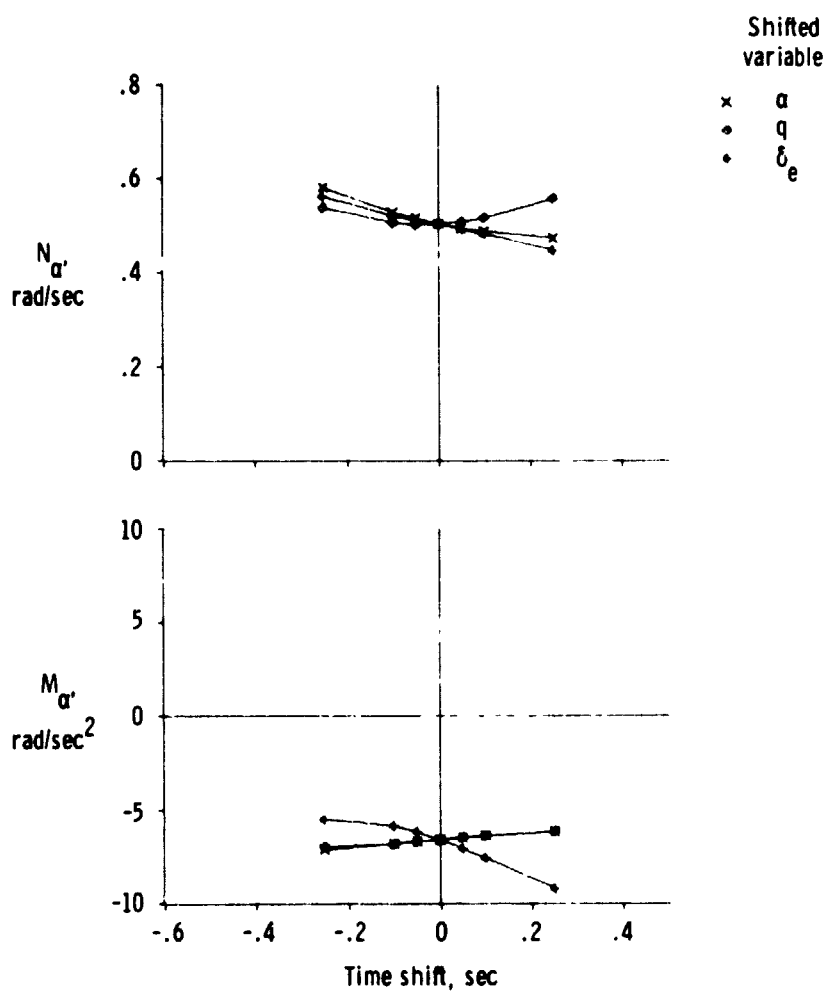 Shifted
variable
α
q
δe
.8
.6
.4
.2
0
Nα,
rad/sec
10
5
0
-5
-10
Mα,
rad/sec2
-.6
-.4
-.2
0
.2
.4
Time shift, sec